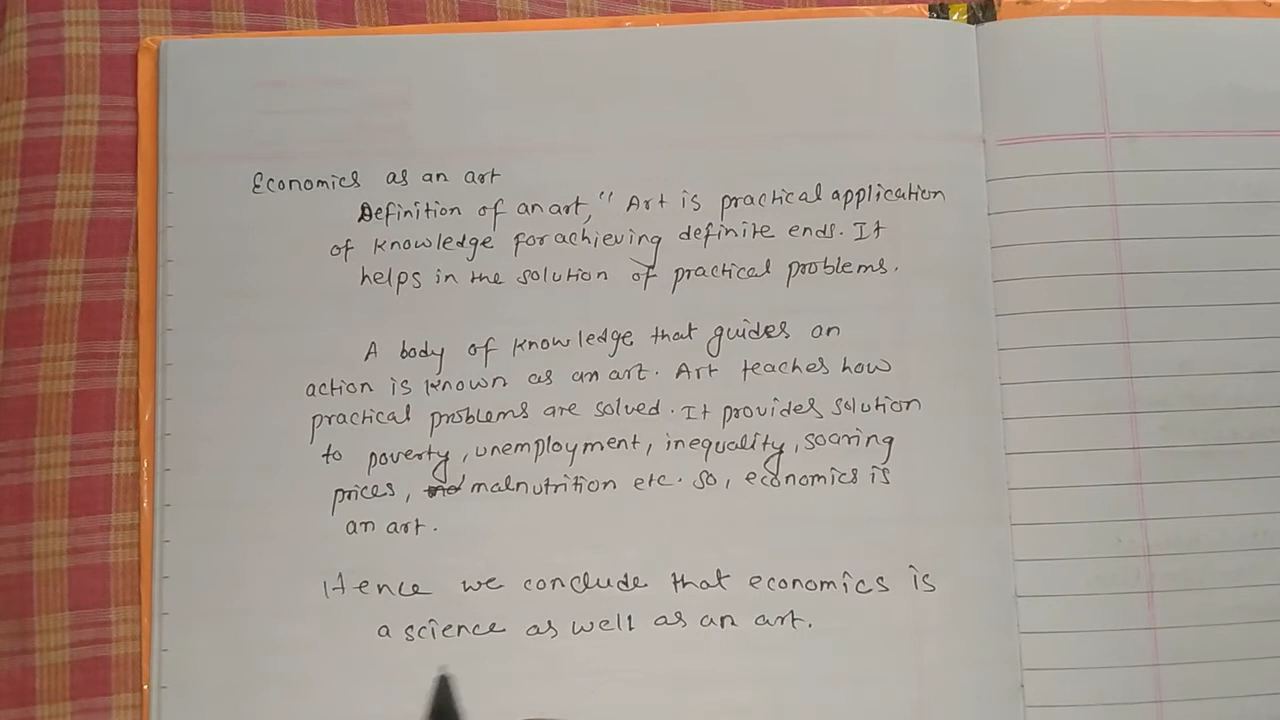 Economics as an art
Definition of an art, " Art is practical application
of knowledge for achieving definite ends. It
helps in the solution of practical problems.
A body of knowledge that guides an
action is known as an art. Art teaches how
practical problems are solved. It provides solution
to poverty, unemployment, inequality, soaring
prices, malnutrition etc. So, economics is
an art.
Hence we conclude that economics is
a science as well as an art.